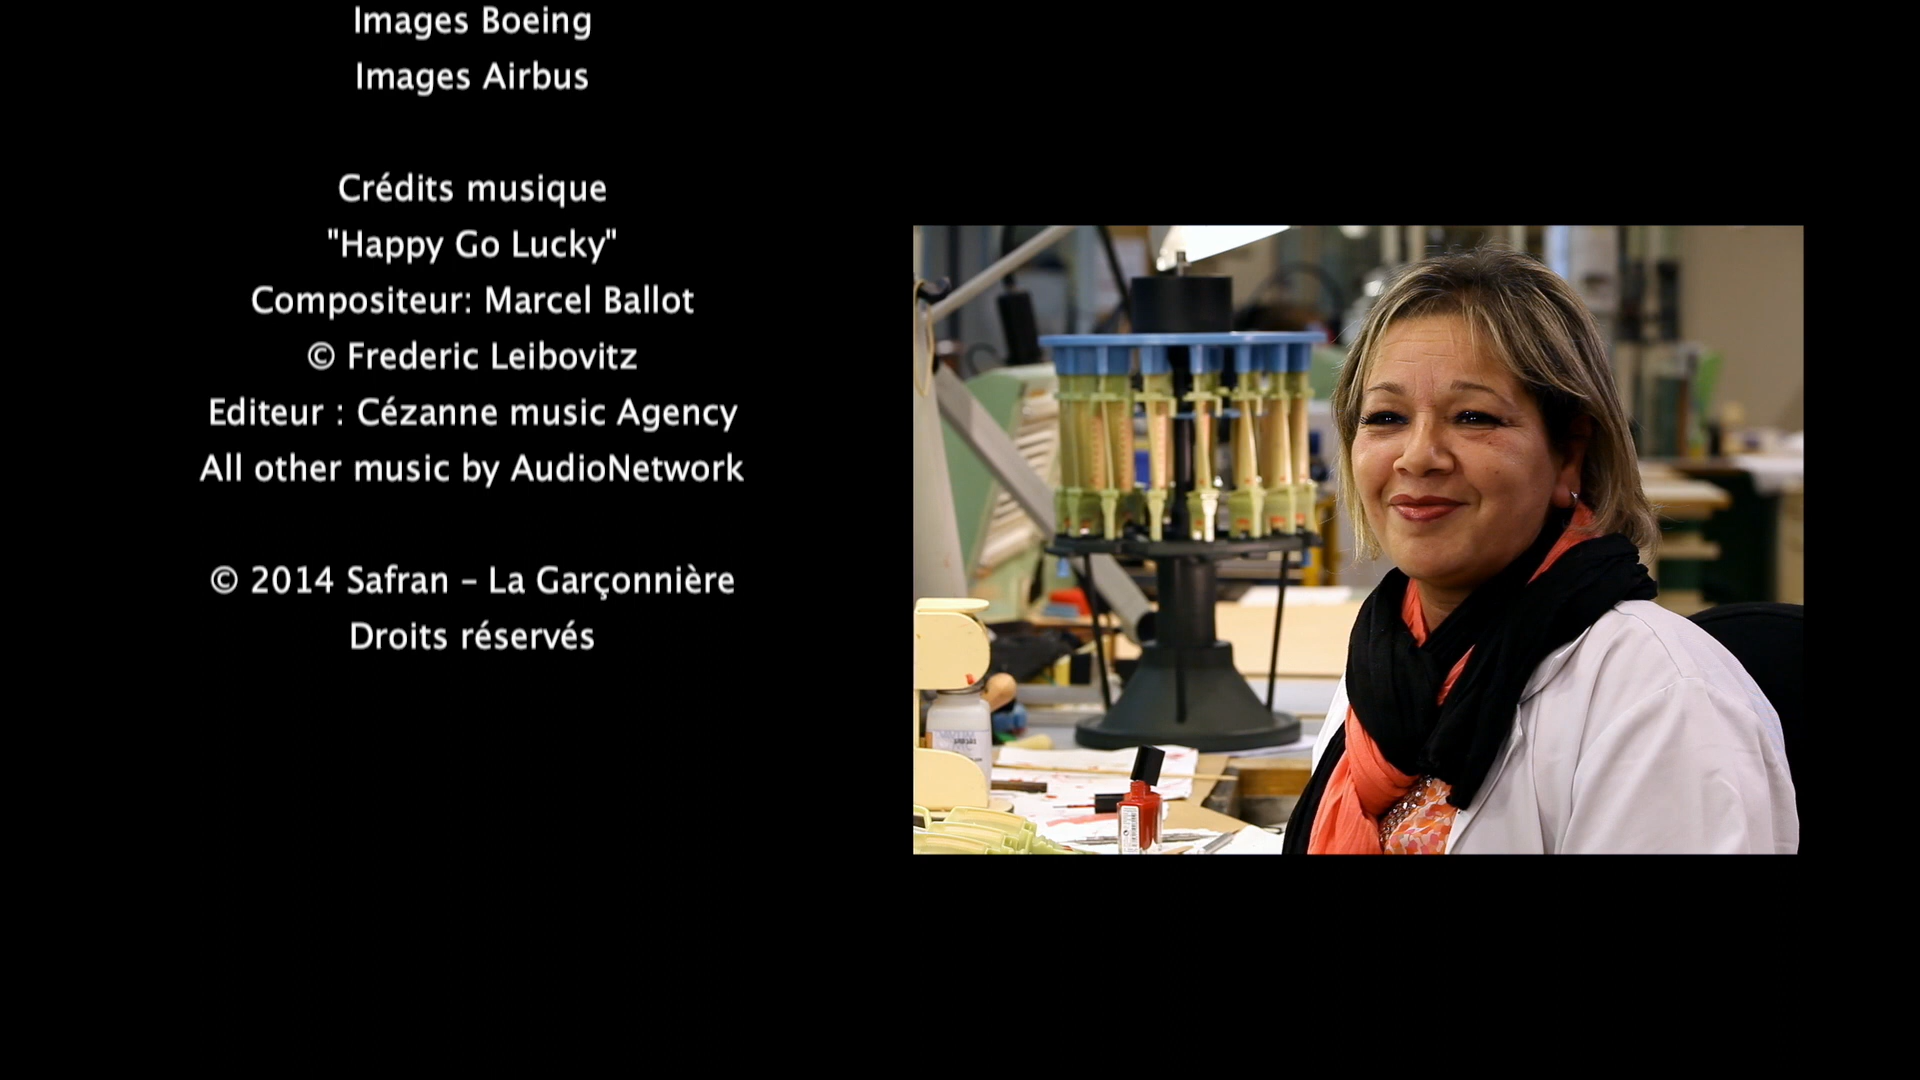 Images Boeing
Images Airbus
Crédits musique
"Happy Go Lucky"
Compositeur: Marcel Ballot
© Frederic Leibovitz
Editeur : Cézanne music Agency
All other music by AudioNetwork
© 2014 Safran – La Garçonnière
Droits réservés